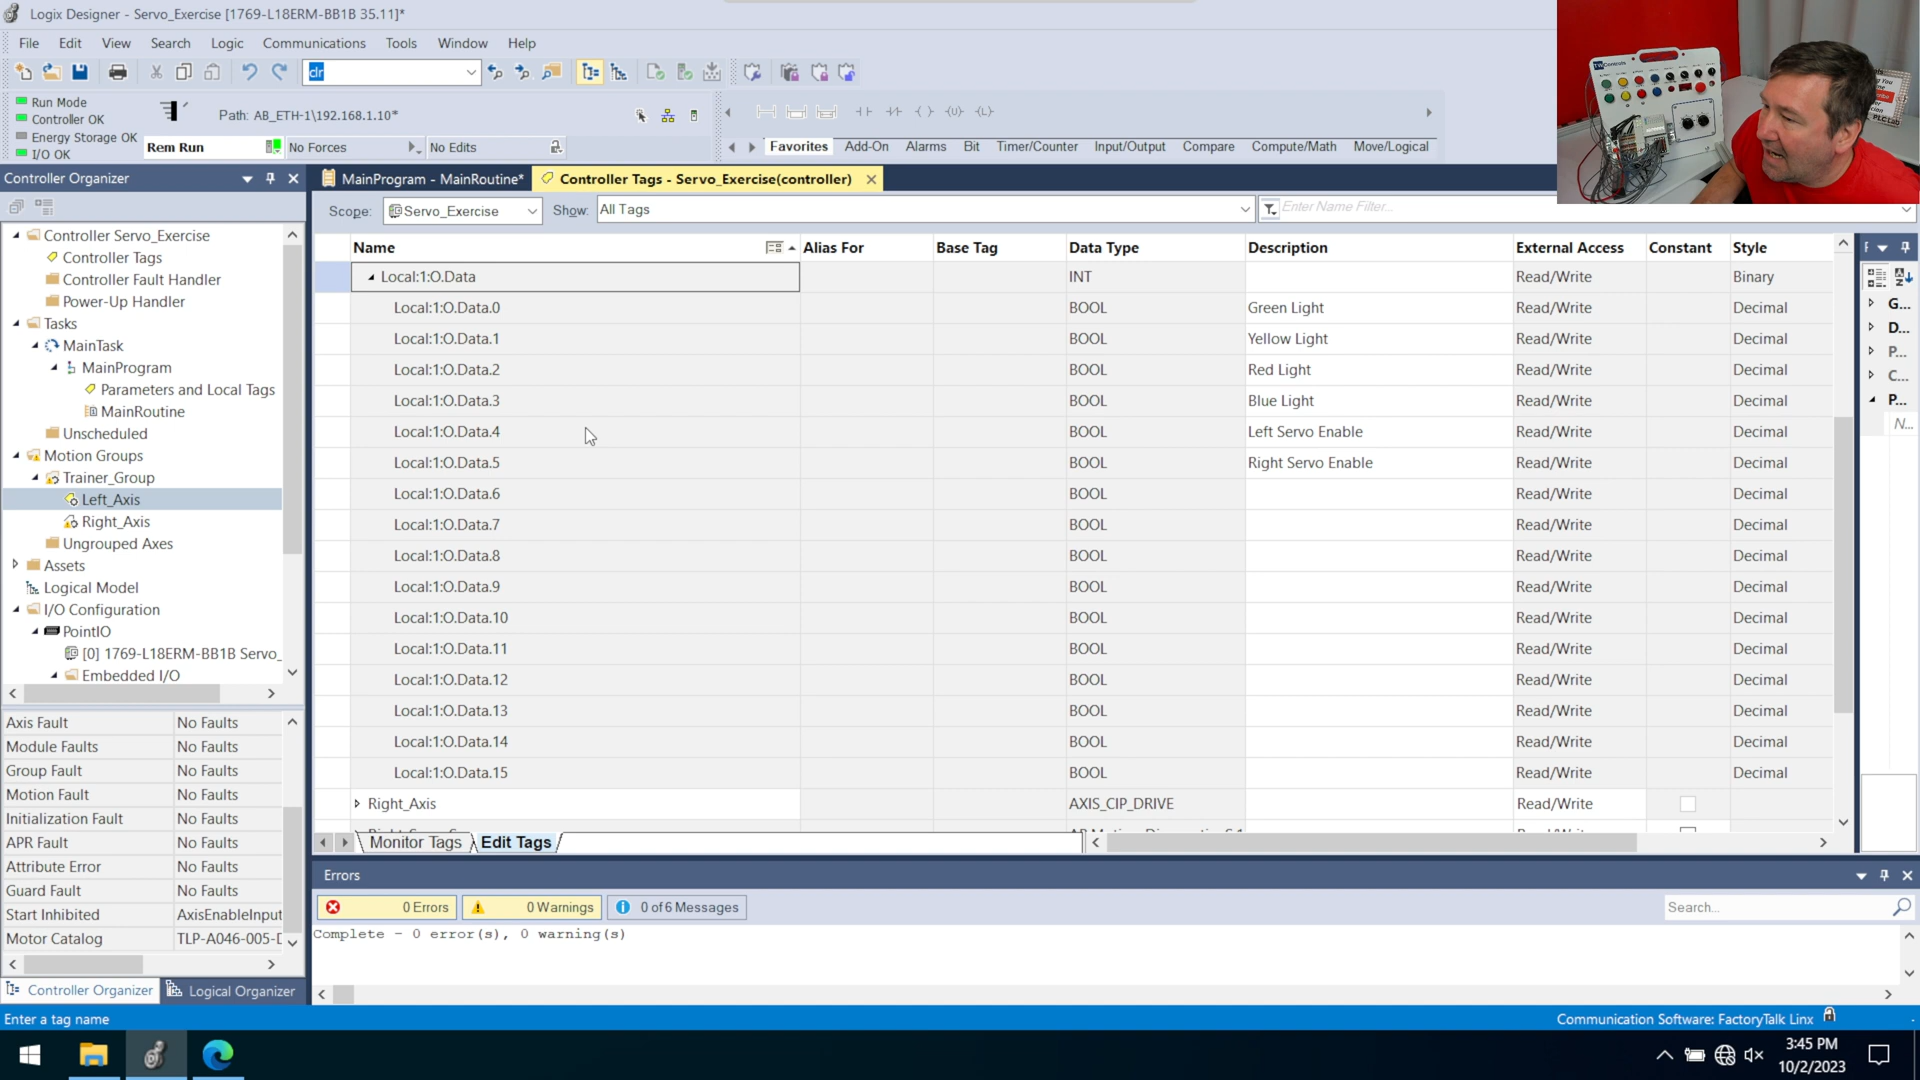 Logix Designer - Servo_Exercise [1769-L18ERM-BB1B 35.11]*
File Edit View Search Logic Communications Tools Window Help
dr
Run Mode
Controller OK
Energy Storage OK
I/O OK
Path: AB_ETH-1\192.168.1.10*
Rem Run No Forces No Edits
Favorites Add-On Alarms Bit Timer/Counter Input/Output Compare Compute/Math Move/Logical
Controller Organizer
MainProgram - MainRoutine*
Controller Tags - Servo_Exercise(controller)
Scope: Servo_Exercise Show: All Tags Enter Name Filter...
Controller Servo_Exercise
Controller Tags
Controller Fault Handler
Power-Up Handler
Tasks
MainTask
MainProgram
Parameters and Local Tags
MainRoutine
Unscheduled
Motion Groups
Trainer_Group
Left_Axis
Right_Axis
Ungrouped Axes
Assets
Logical Model
I/O Configuration
PointIO
[0] 1769-L18ERM-BB1B Servo_
Embedded I/O
Axis Fault No Faults
Module Faults No Faults
Group Fault No Faults
Motion Fault No Faults
Initialization Fault No Faults
APR Fault No Faults
Attribute Error No Faults
Guard Fault No Faults
Start Inhibited AxisEnableInput
Motor Catalog TLP-A046-005-D
Controller Organizer Logical Organizer
Name Alias For Base Tag Data Type Description External Access Constant Style
Local:1:O.Data INT Read/Write Binary
Local:1:O.Data.0 BOOL Green Light Read/Write Decimal
Local:1:O.Data.1 BOOL Yellow Light Read/Write Decimal
Local:1:O.Data.2 BOOL Red Light Read/Write Decimal
Local:1:O.Data.3 BOOL Blue Light Read/Write Decimal
Local:1:O.Data.4 BOOL Left Servo Enable Read/Write Decimal
Local:1:O.Data.5 BOOL Right Servo Enable Read/Write Decimal
Local:1:O.Data.6 BOOL Read/Write Decimal
Local:1:O.Data.7 BOOL Read/Write Decimal
Local:1:O.Data.8 BOOL Read/Write Decimal
Local:1:O.Data.9 BOOL Read/Write Decimal
Local:1:O.Data.10 BOOL Read/Write Decimal
Local:1:O.Data.11 BOOL Read/Write Decimal
Local:1:O.Data.12 BOOL Read/Write Decimal
Local:1:O.Data.13 BOOL Read/Write Decimal
Local:1:O.Data.14 BOOL Read/Write Decimal
Local:1:O.Data.15 BOOL Read/Write Decimal
Right_Axis AXIS_CIP_DRIVE Read/Write
Monitor Tags Edit Tags
G...
D...
P...
C...
P...
N...
Errors
0 Errors 0 Warnings 0 of 6 Messages Search...
Complete - 0 error(s), 0 warning(s)
Enter a tag name
Communication Software: FactoryTalk Linx
3:45 PM
10/2/2023